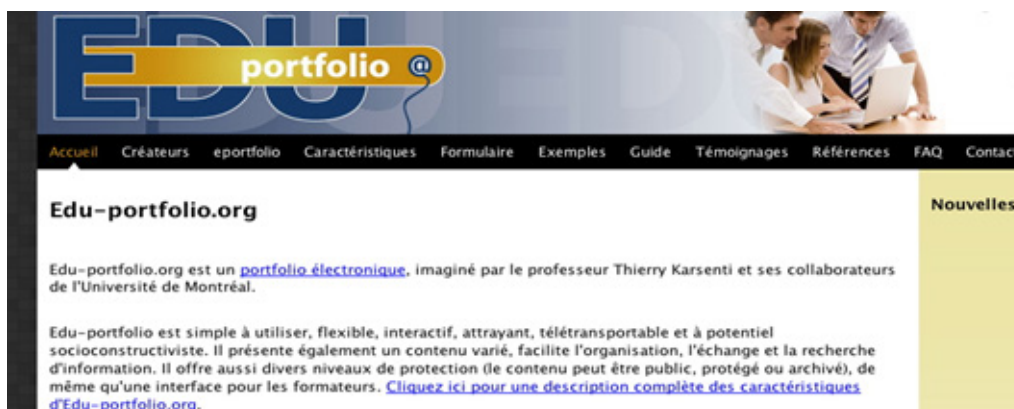 EDU
portfolio @
Accueil Créateurs eportfolio Caractéristiques Formulaire Exemples Guide Témoignages Références FAQ Contact
Edu-portfolio.org
Nouvelles
Edu-portfolio.org est un portfolio électronique, imaginé par le professeur Thierry Karsenti et ses collaborateurs
de l'Université de Montréal.
Edu-portfolio est simple à utiliser, flexible, interactif, attrayant, télétransportable et à potentiel
socioconstructiviste. Il présente également un contenu varié, facilite l'organisation, l'échange et la recherche
d'information. Il offre aussi divers niveaux de protection (le contenu peut être public, protégé ou archivé), de
même qu'une interface pour les formateurs. Cliquez ici pour une description complète des caractéristiques
d'Edu-portfolio.org.